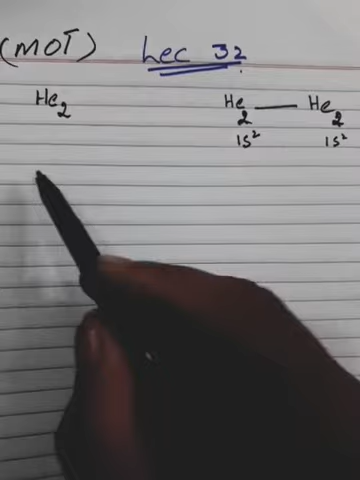 (MOT) Lec 32
He₂ He₂ — He₂
1s² 1s²